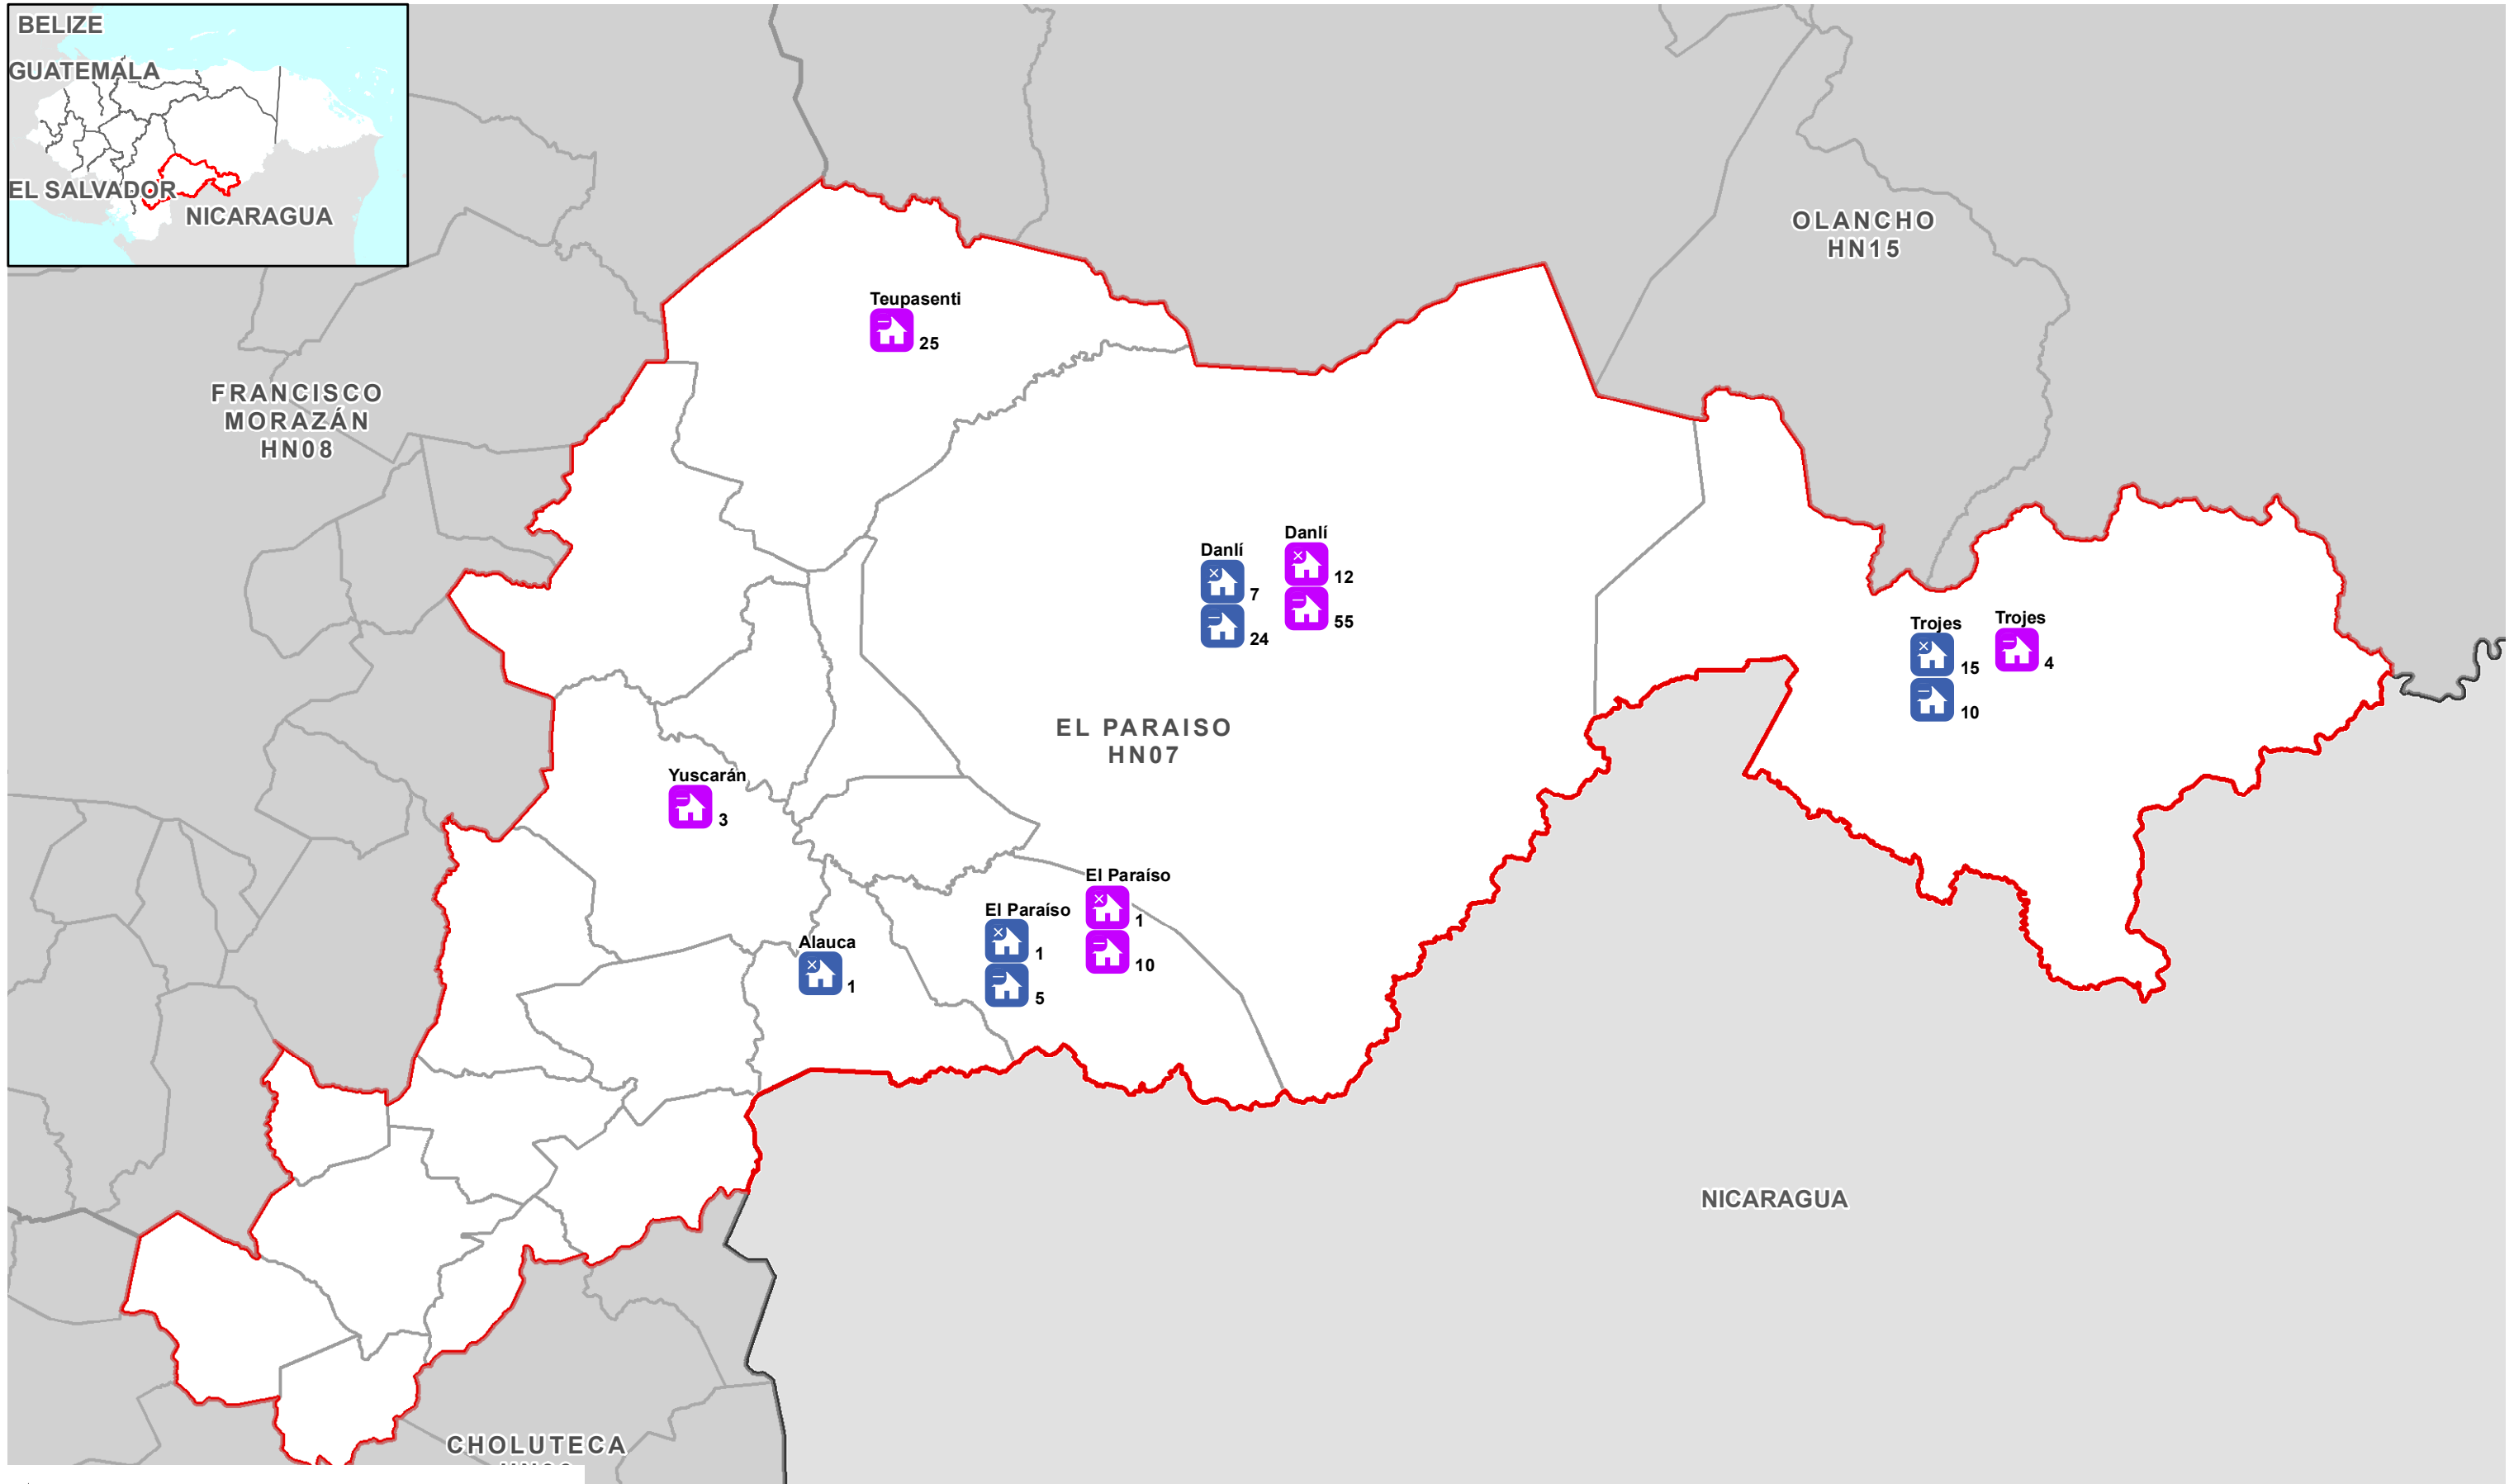 BELIZE
GUATEMALA
EL SALVADOR
NICARAGUA
OLANCHO
HN15
FRANCISCO
MORAZÁN
HN08
Teupasenti
25
Danlí
7
24
Danlí
12
55
Trojes
15
10
Trojes
4
EL PARAISO
HN07
Yuscarán
3
El Paraíso
1
10
El Paraíso
1
5
Alauca
1
NICARAGUA
CHOLUTECA